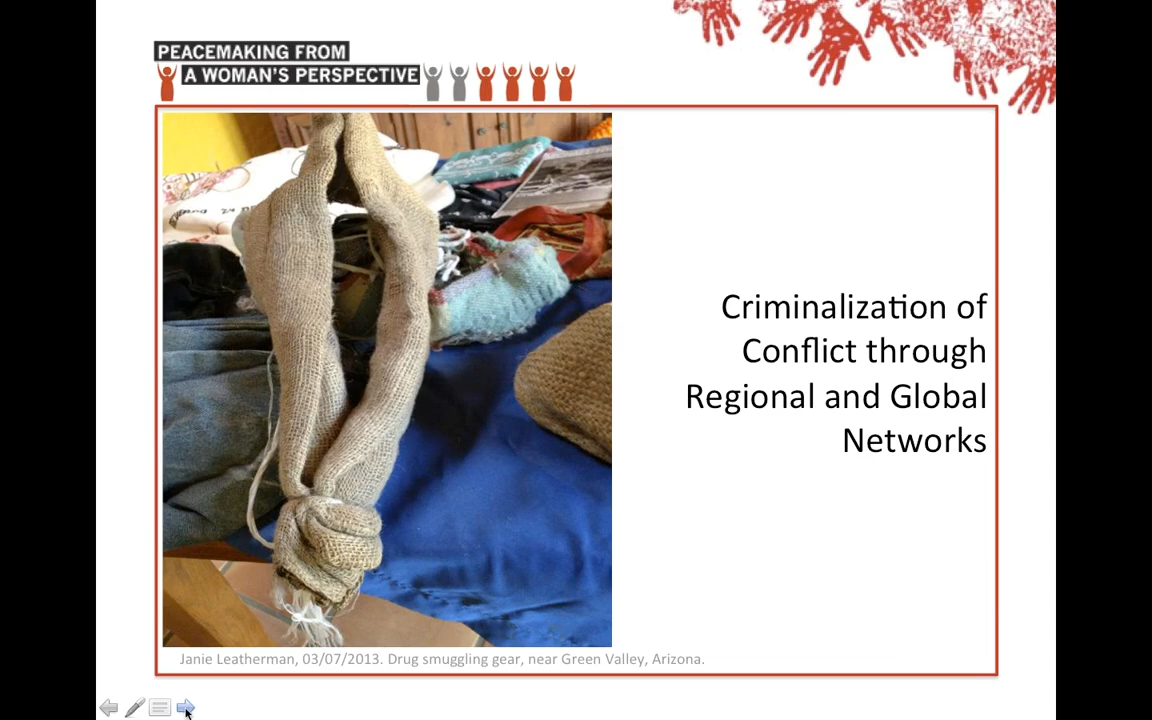 PEACEMAKING FROM
A WOMAN'S PERSPECTIVE
Criminalization of
Conflict through
Regional and Global
Networks
Janie Leatherman, 03/07/2013. Drug smuggling gear, near Green Valley, Arizona.